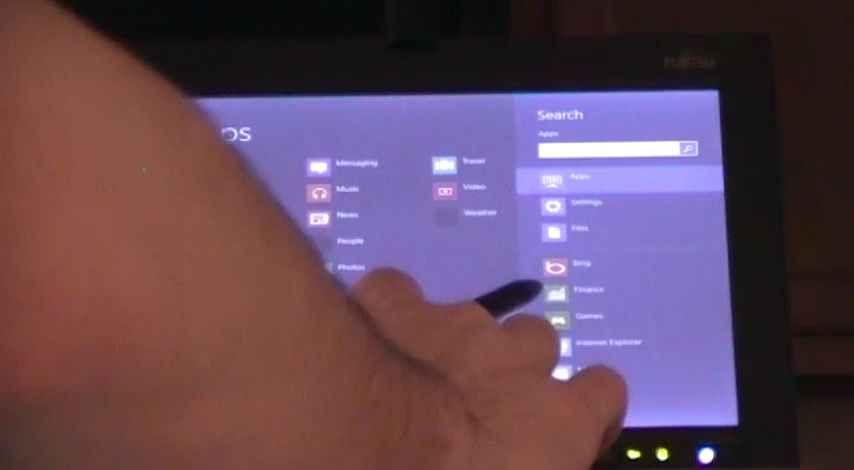 FUJITSU
ps
Search
Apps
Messaging
Music
News
People
Photos
Travel
Video
Weather
Apps
Settings
Files
Bing
Finance
Games
Internet Explorer